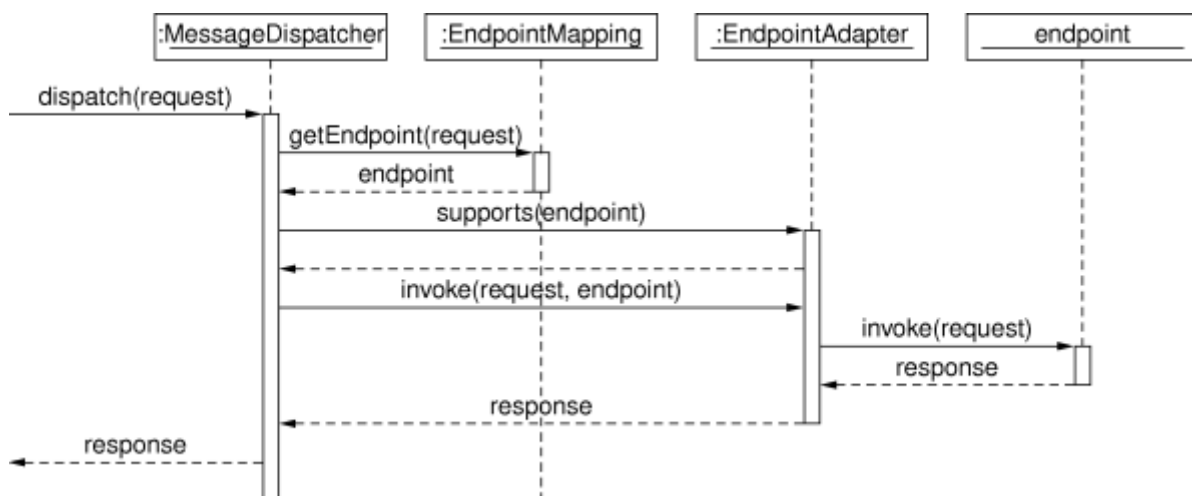 :MessageDispatcher
:EndpointMapping
:EndpointAdapter
endpoint
dispatch(request)
getEndpoint(request)
endpoint
supports(endpoint)
invoke(request, endpoint)
invoke(request)
response
response
response